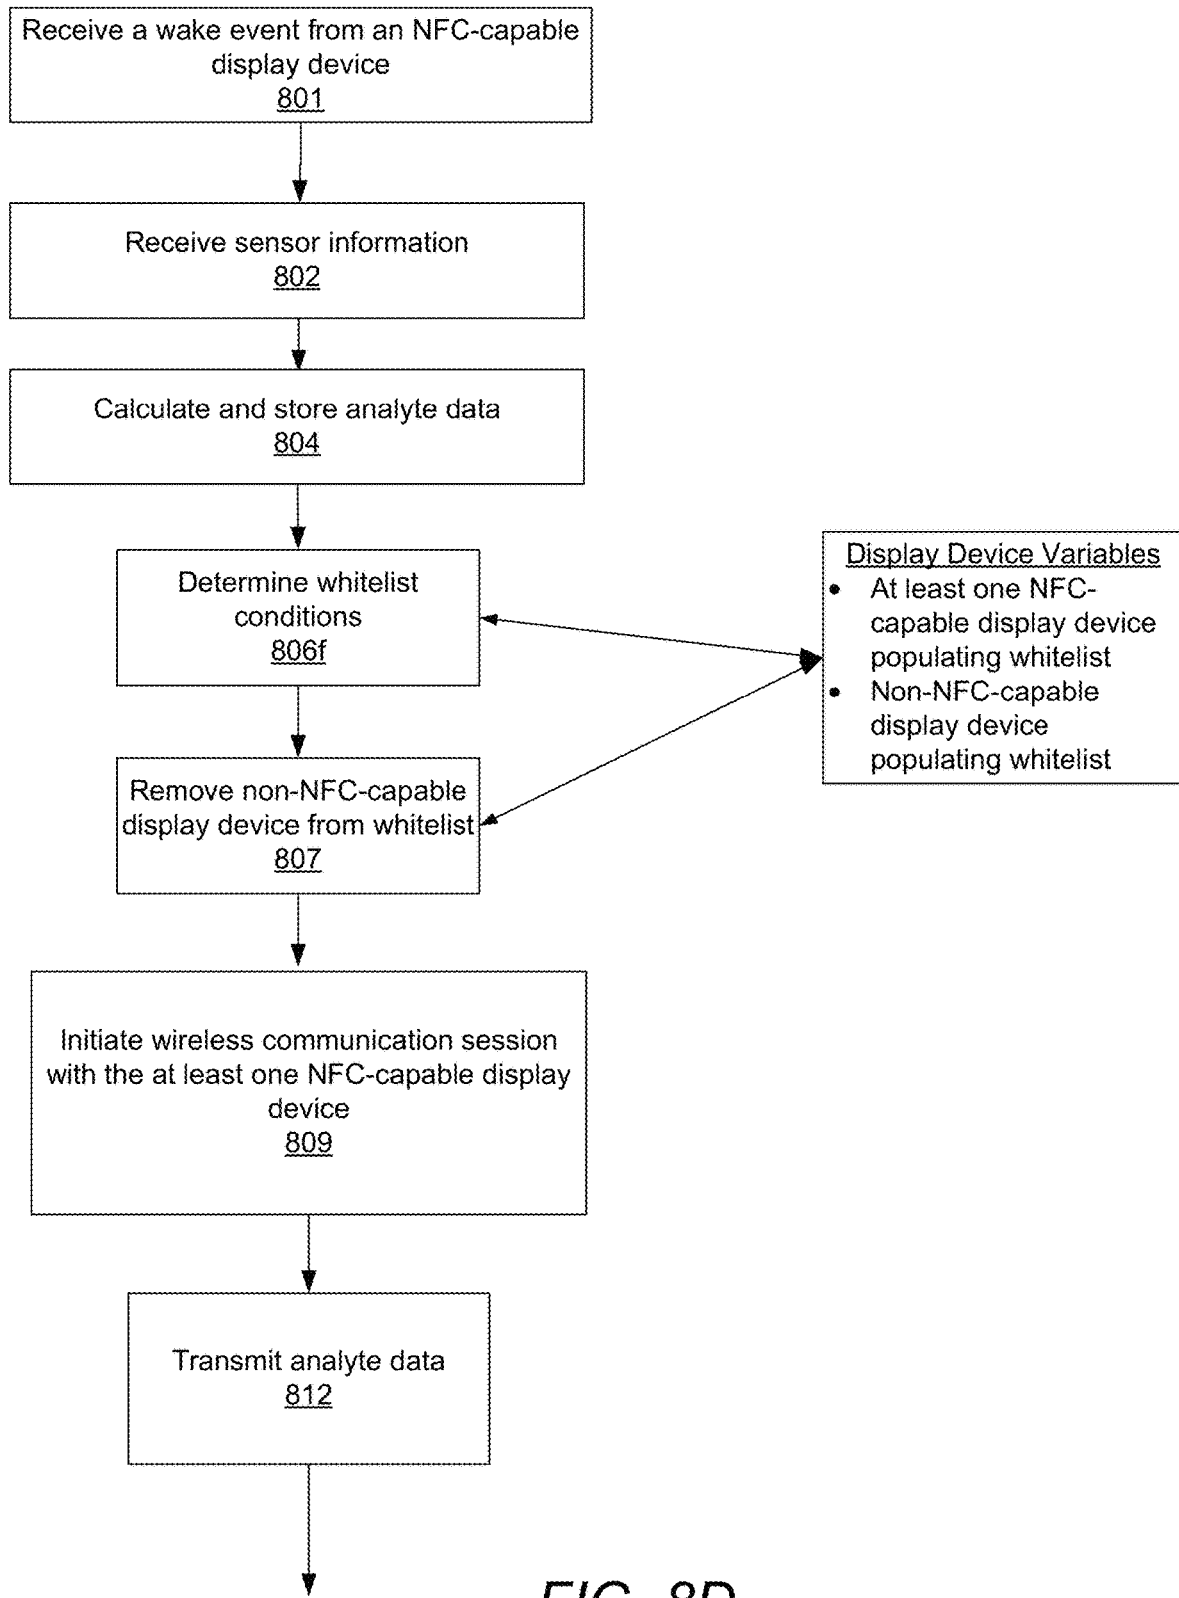 Receive a wake event from an NFC-capable
display device
801
Receive sensor information
802
Calculate and store analyte data
804
Determine whitelist
conditions
806f
Display Device Variables
• At least one NFC-
capable display device
populating whitelist
• Non-NFC-capable
display device
populating whitelist
Remove non-NFC-capable
display device from whitelist
807
Initiate wireless communication session
with the at least one NFC-capable display
device
809
Transmit analyte data
812